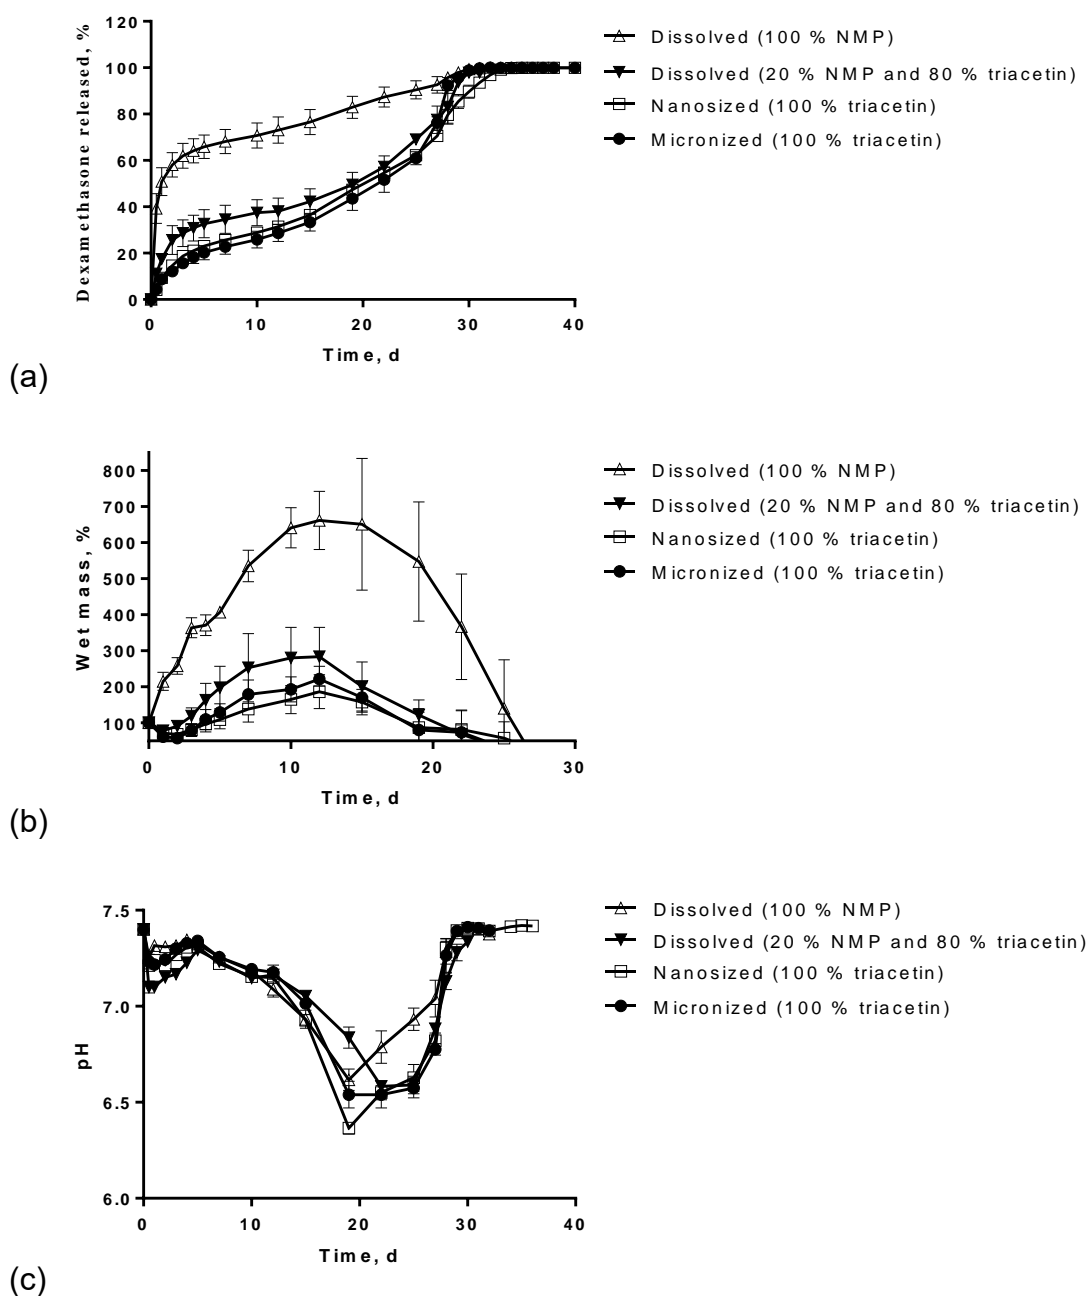 Dexamethasone released, %
120
100
80
60
40
20
0
0 10 20 30 40
Time, d
Dissolved (100 % NMP)
Dissolved (20 % NMP and 80 % triacetin)
Nanosized (100 % triacetin)
Micronized (100 % triacetin)
(a)
Wet mass, %
800
700
600
500
400
300
200
100
0 10 20 30
Time, d
Dissolved (100 % NMP)
Dissolved (20 % NMP and 80 % triacetin)
Nanosized (100 % triacetin)
Micronized (100 % triacetin)
(b)
pH
7.5
7.0
6.5
6.0
0 10 20 30 40
Time, d
Dissolved (100 % NMP)
Dissolved (20 % NMP and 80 % triacetin)
Nanosized (100 % triacetin)
Micronized (100 % triacetin)
(c)